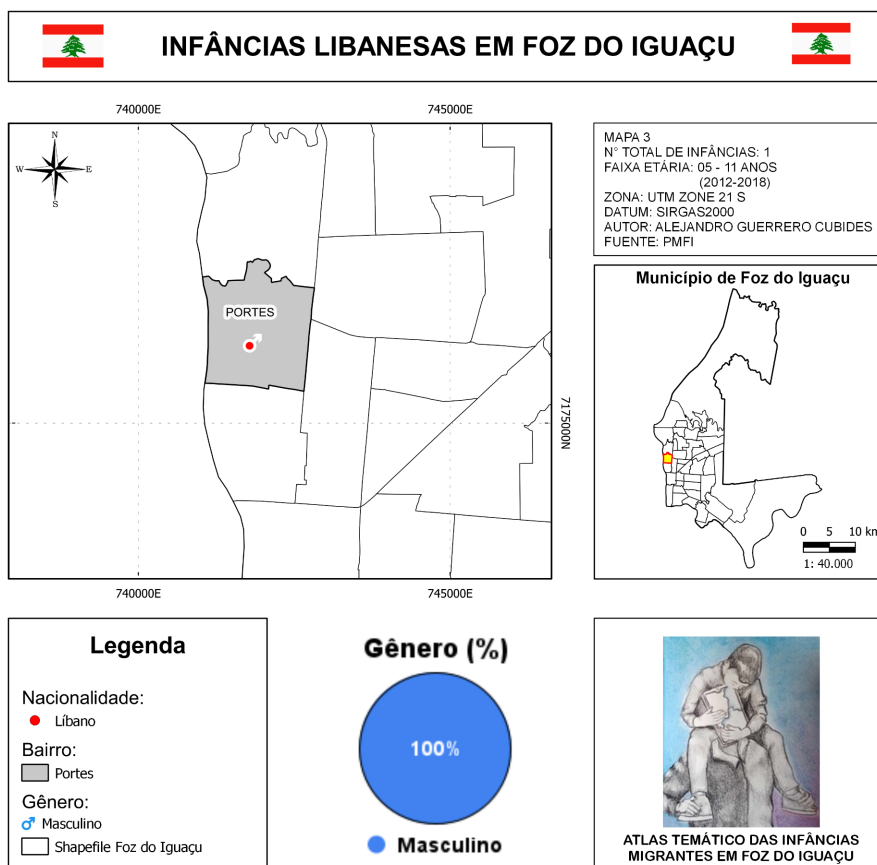 INFÂNCIAS LIBANESAS EM FOZ DO IGUAÇU
740000E
745000E
N
W
E
S
PORTES
7175000N
740000E
745000E
MAPA 3
N° TOTAL DE INFÂNCIAS: 1
FAIXA ETÁRIA: 05 - 11 ANOS
(2012-2018)
ZONA: UTM ZONE 21 S
DATUM: SIRGAS2000
AUTOR: ALEJANDRO GUERRERO CUBIDES
FUENTE: PMFI
Município de Foz do Iguaçu
0 5 10 km
1: 40.000
Legenda
Nacionalidade:
Líbano
Bairro:
Portes
Gênero:
Masculino
Shapefile Foz do Iguaçu
Gênero (%)
100%
Masculino
ATLAS TEMÁTICO DAS INFÂNCIAS
MIGRANTES EM FOZ DO IGUAÇU